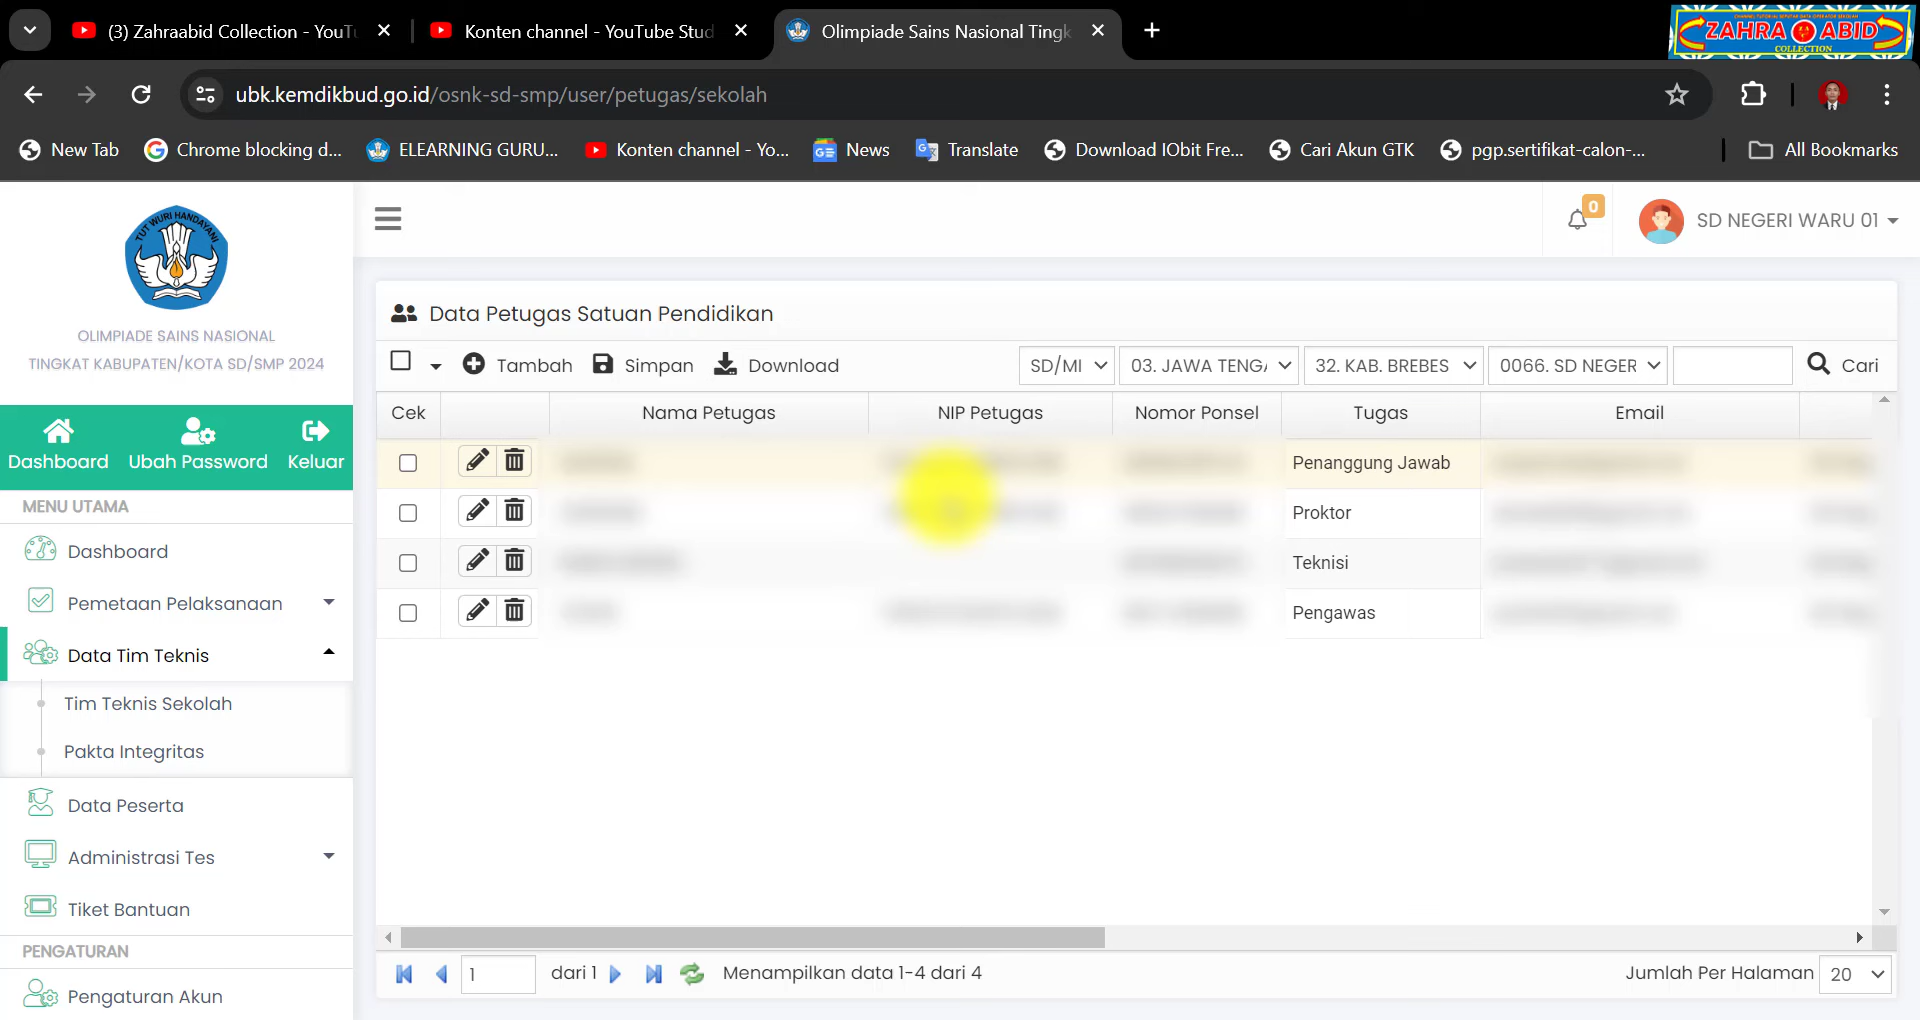 (3) Zahraabid Collection - YouTu
Konten channel - YouTube Stud
Olimpiade Sains Nasional Tingk
ZAHRA ABID
COLLECTION
ubk.kemdikbud.go.id/osnk-sd-smp/user/petugas/sekolah
New Tab
Chrome blocking d...
ELEARNING GURU...
Konten channel - Yo...
News
Translate
Download IObit Fre...
Cari Akun GTK
pgp.sertifikat-calon-...
All Bookmarks
TUT WURI HANDAYANI
OLIMPIADE SAINS NASIONAL
TINGKAT KABUPATEN/KOTA SD/SMP 2024
Dashboard
Ubah Password
Keluar
MENU UTAMA
Dashboard
Pemetaan Pelaksanaan
Data Tim Teknis
Tim Teknis Sekolah
Pakta Integritas
Data Peserta
Administrasi Tes
Tiket Bantuan
PENGATURAN
Pengaturan Akun
0
SD NEGERI WARU 01
Data Petugas Satuan Pendidikan
Tambah
Simpan
Download
SD/MI
03. JAWA TENGA
32. KAB. BREBES
0066. SD NEGER
Cari
Cek
Nama Petugas
NIP Petugas
Nomor Ponsel
Tugas
Email
Penanggung Jawab
Proktor
Teknisi
Pengawas
1
dari 1
Menampilkan data 1-4 dari 4
Jumlah Per Halaman
20